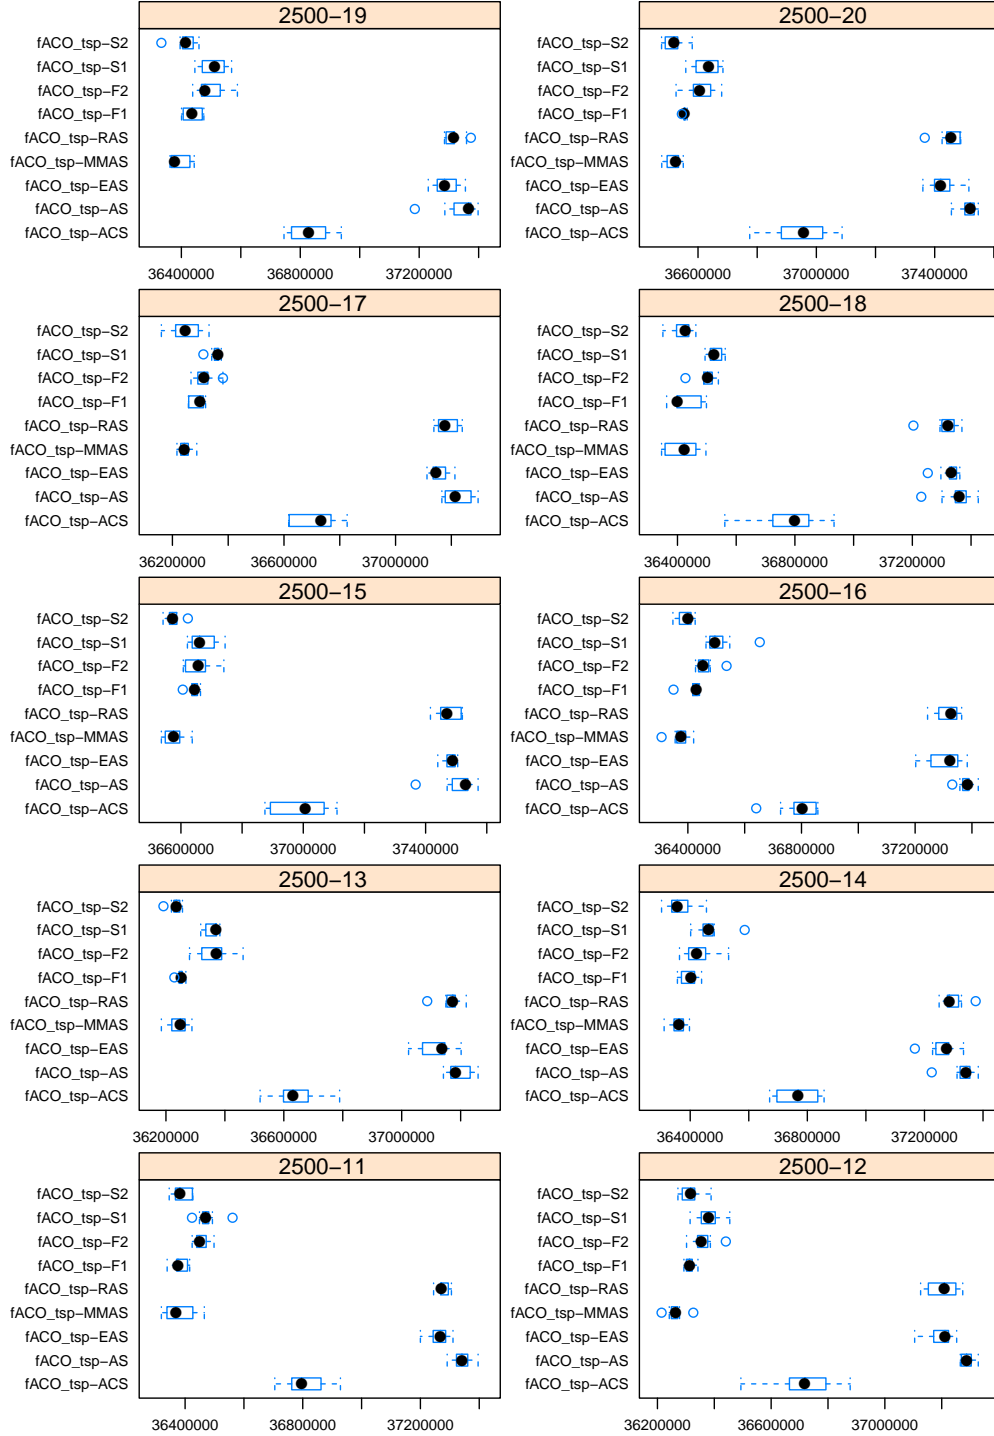 2500−19
fACO_tsp−S2
fACO_tsp−S1
fACO_tsp−F2
fACO_tsp−F1
fACO_tsp−RAS
fACO_tsp−MMAS
fACO_tsp−EAS
fACO_tsp−AS
fACO_tsp−ACS
36400000 36800000 37200000
2500−20
fACO_tsp−S2
fACO_tsp−S1
fACO_tsp−F2
fACO_tsp−F1
fACO_tsp−RAS
fACO_tsp−MMAS
fACO_tsp−EAS
fACO_tsp−AS
fACO_tsp−ACS
36600000 37000000 37400000
2500−17
fACO_tsp−S2
fACO_tsp−S1
fACO_tsp−F2
fACO_tsp−F1
fACO_tsp−RAS
fACO_tsp−MMAS
fACO_tsp−EAS
fACO_tsp−AS
fACO_tsp−ACS
36200000 36600000 37000000
2500−18
fACO_tsp−S2
fACO_tsp−S1
fACO_tsp−F2
fACO_tsp−F1
fACO_tsp−RAS
fACO_tsp−MMAS
fACO_tsp−EAS
fACO_tsp−AS
fACO_tsp−ACS
36400000 36800000 37200000
2500−15
fACO_tsp−S2
fACO_tsp−S1
fACO_tsp−F2
fACO_tsp−F1
fACO_tsp−RAS
fACO_tsp−MMAS
fACO_tsp−EAS
fACO_tsp−AS
fACO_tsp−ACS
36600000 37000000 37400000
2500−16
fACO_tsp−S2
fACO_tsp−S1
fACO_tsp−F2
fACO_tsp−F1
fACO_tsp−RAS
fACO_tsp−MMAS
fACO_tsp−EAS
fACO_tsp−AS
fACO_tsp−ACS
36400000 36800000 37200000
2500−13
fACO_tsp−S2
fACO_tsp−S1
fACO_tsp−F2
fACO_tsp−F1
fACO_tsp−RAS
fACO_tsp−MMAS
fACO_tsp−EAS
fACO_tsp−AS
fACO_tsp−ACS
36200000 36600000 37000000
2500−14
fACO_tsp−S2
fACO_tsp−S1
fACO_tsp−F2
fACO_tsp−F1
fACO_tsp−RAS
fACO_tsp−MMAS
fACO_tsp−EAS
fACO_tsp−AS
fACO_tsp−ACS
36400000 36800000 37200000
2500−11
fACO_tsp−S2
fACO_tsp−S1
fACO_tsp−F2
fACO_tsp−F1
fACO_tsp−RAS
fACO_tsp−MMAS
fACO_tsp−EAS
fACO_tsp−AS
fACO_tsp−ACS
36400000 36800000 37200000
2500−12
fACO_tsp−S2
fACO_tsp−S1
fACO_tsp−F2
fACO_tsp−F1
fACO_tsp−RAS
fACO_tsp−MMAS
fACO_tsp−EAS
fACO_tsp−AS
fACO_tsp−ACS
36200000 36600000 37000000